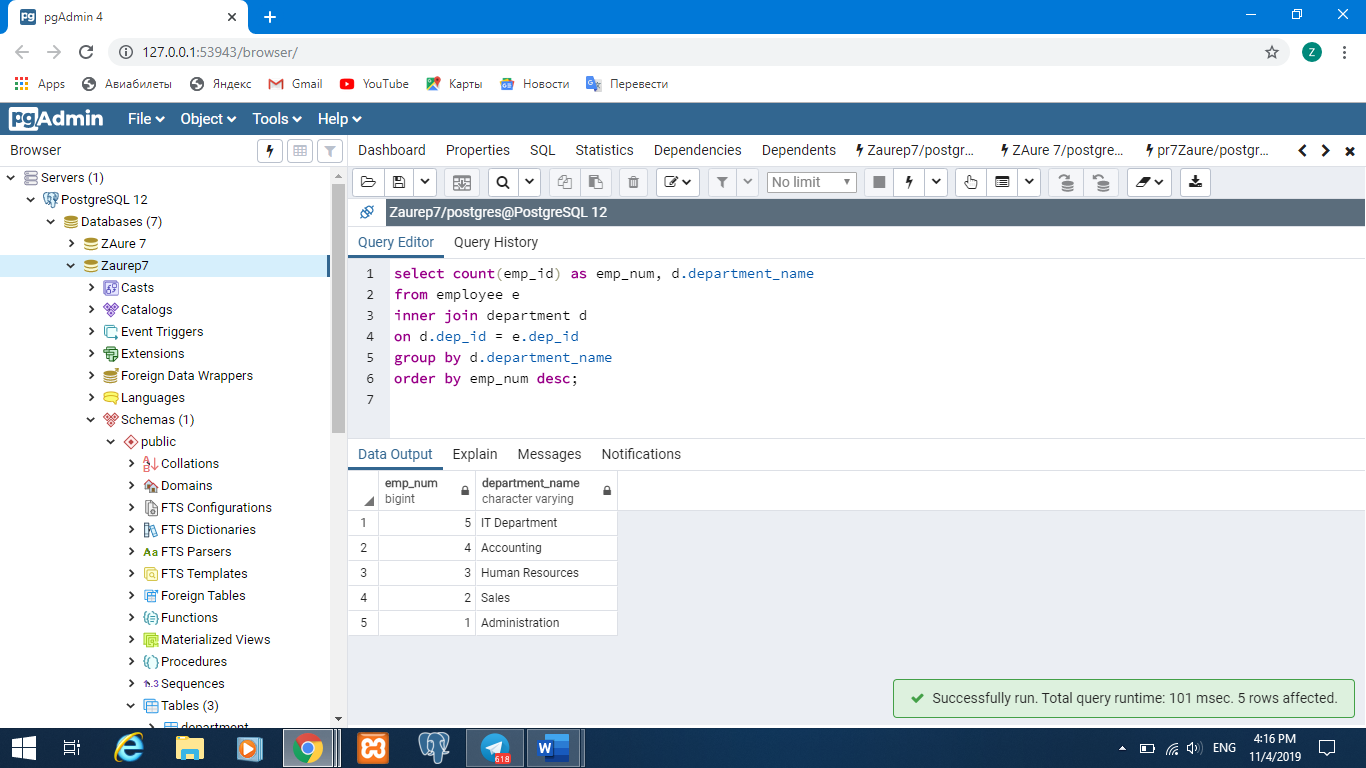 pgAdmin 4
127.0.0.1:53943/browser/
Z
Apps Авиабилеты Яндекс Gmail YouTube Карты Новости Перевести
pgAdmin File Object Tools Help
Browser
Servers (1)
PostgreSQL 12
Databases (7)
ZAure 7
Zaurep7
Casts
Catalogs
Event Triggers
Extensions
Foreign Data Wrappers
Languages
Schemas (1)
public
Collations
Domains
FTS Configurations
FTS Dictionaries
Aa FTS Parsers
FTS Templates
Foreign Tables
Functions
Materialized Views
Procedures
1..3 Sequences
Tables (3)
department
Dashboard Properties SQL Statistics Dependencies Dependents Zaurep7/postgr... ZAure 7/postgre... pr7Zaure/postgr...
No limit
Zaurep7/postgres@PostgreSQL 12
Query Editor Query History
1 select count(emp_id) as emp_num, d.department_name
2 from employee e
3 inner join department d
4 on d.dep_id = e.dep_id
5 group by d.department_name
6 order by emp_num desc;
7
Data Output Explain Messages Notifications
emp_num department_name
bigint character varying
1 5 IT Department
2 4 Accounting
3 3 Human Resources
4 2 Sales
5 1 Administration
Successfully run. Total query runtime: 101 msec. 5 rows affected.
618
W
ENG
4:16 PM
11/4/2019